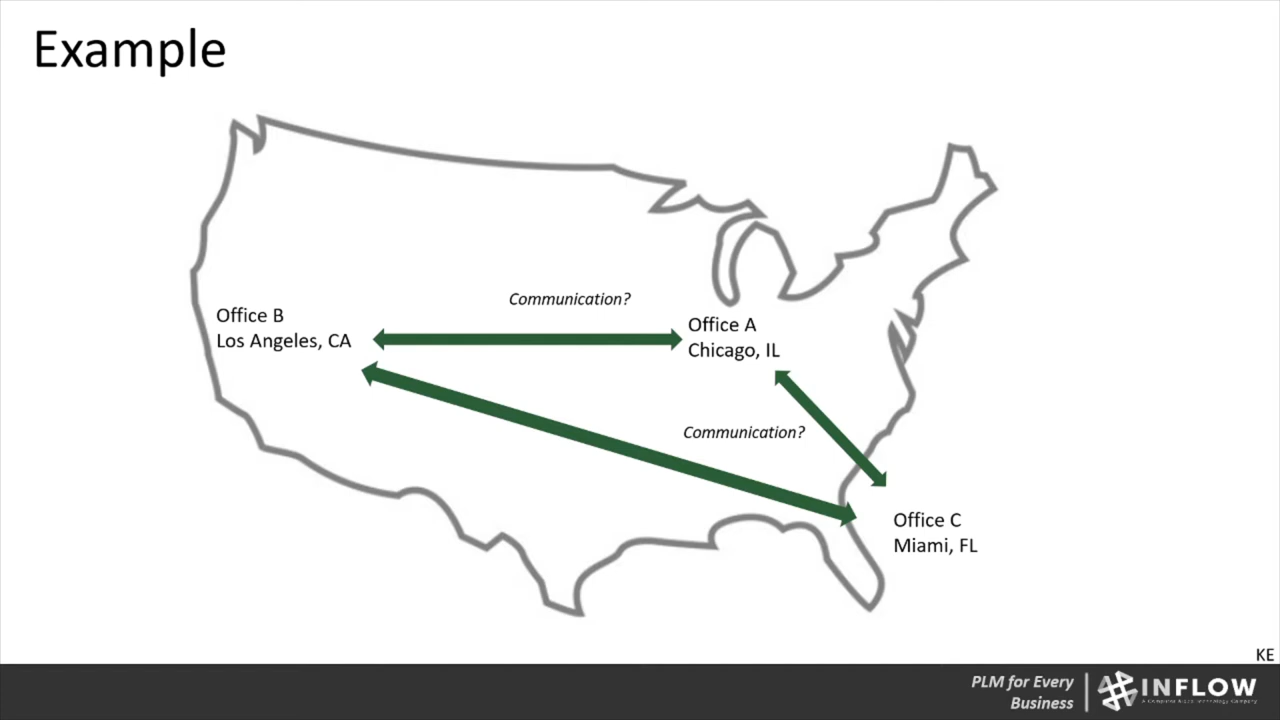 Example
Communication?
Office B
Los Angeles, CA
Office A
Chicago, IL
Communication?
Office C
Miami, FL
KE
PLM for Every
Business
INFLOW